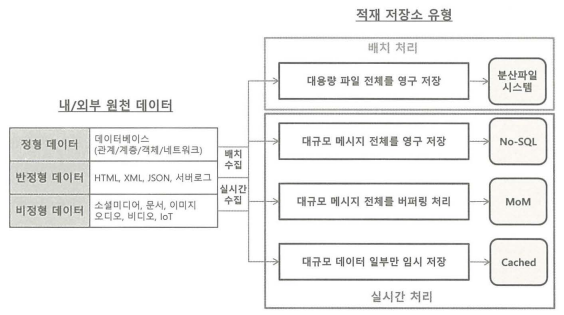 적재 저장소 유형
배치 처리
대용량 파일 전체를 영구 저장
분산파일
시스템
내/외부 원천 데이터
정형 데이터
데이터베이스
(관계/계층/객체/네트워크)
반정형 데이터
HTML, XML, JSON, 서버로그
비정형 데이터
소셜미디어, 문서, 이미지
오디오, 비디오, IoT
배치
수집
실시간
수집
대규모 메시지 전체를 영구 저장
No-SQL
대규모 메시지 전체를 버퍼링 처리
MoM
대규모 데이터 일부만 임시 저장
Cached
실시간 처리